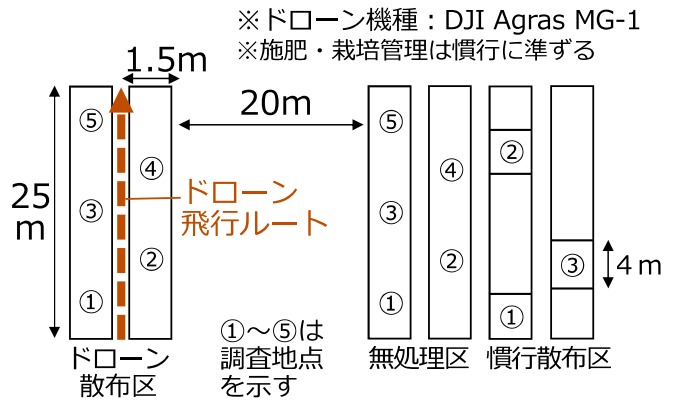 ※ドローン機種：DJI Agras MG-1
※施肥・栽培管理は慣行に準ずる
1.5m
20m
25
m
⑤
③
①
④
②
ドローン
飛行ルート
⑤
③
①
④
②
②
①
③
4m
①～⑤は
調査地点
を示す
ドローン
散布区
無処理区
慣行散布区